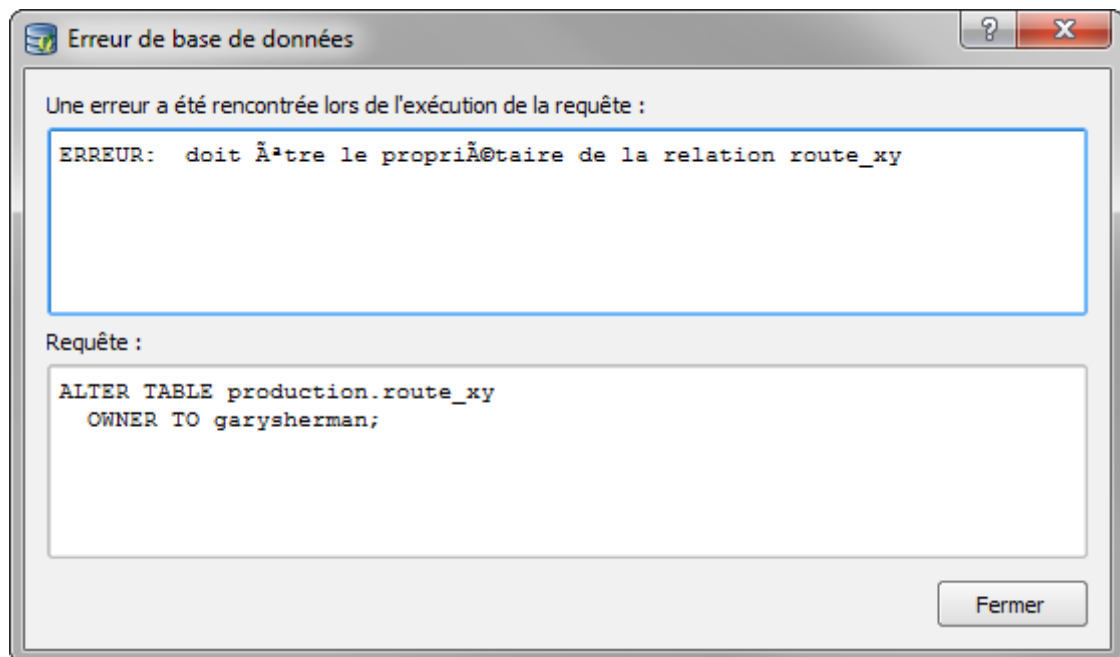 Erreur de base de données
?
Une erreur a été rencontrée lors de l'exécution de la requête :
ERREUR:  doit Ãªtre le propriÃ©taire de la relation route_xy
Requête :
ALTER TABLE production.route_xy
  OWNER TO garysherman;
Fermer